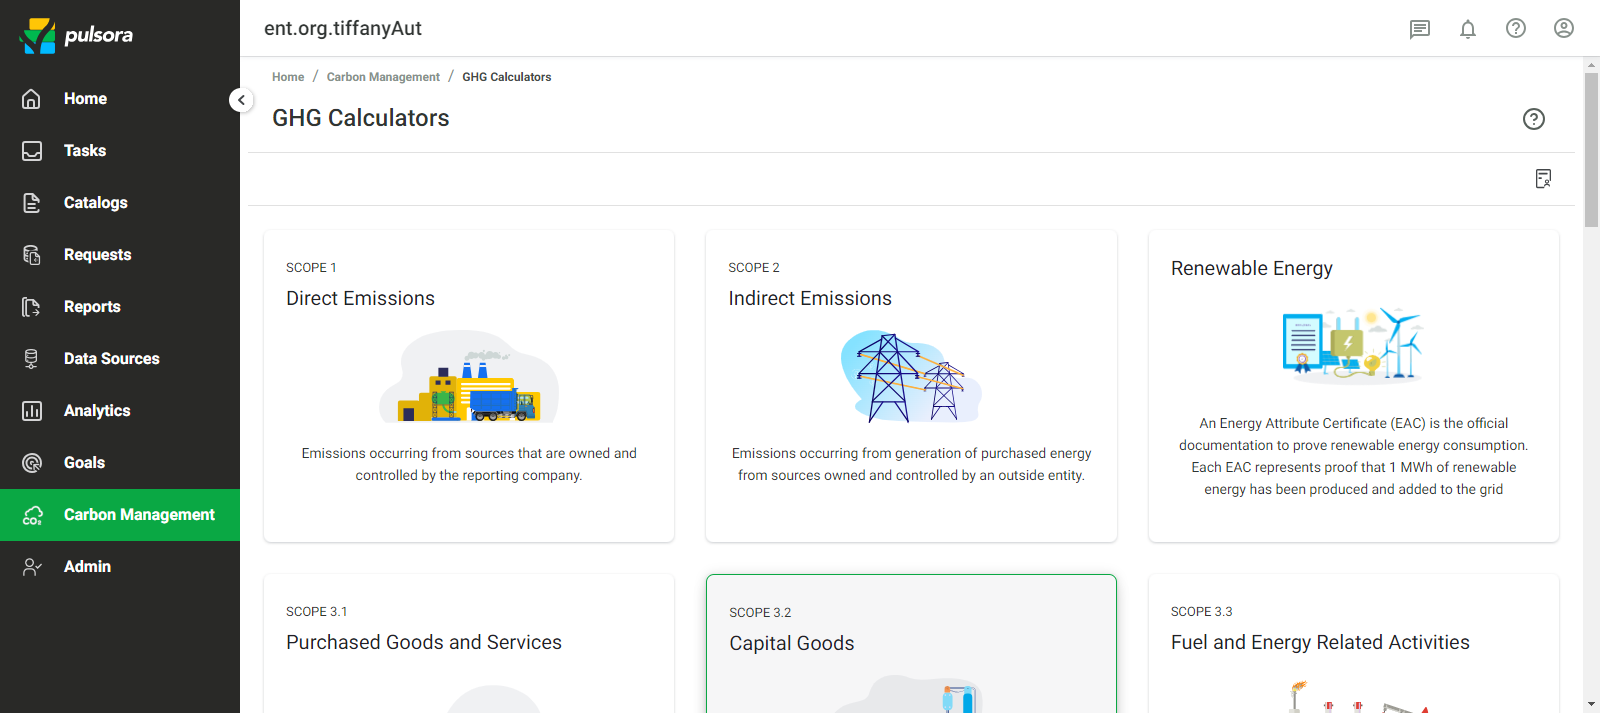 pulsora
ent.org.tiffanyAut
Home
Tasks
Catalogs
Requests
Reports
Data Sources
Analytics
Goals
Carbon Management
Admin
Home / Carbon Management / GHG Calculators
GHG Calculators
SCOPE 1
Direct Emissions
Emissions occurring from sources that are owned and
controlled by the reporting company.
SCOPE 2
Indirect Emissions
Emissions occurring from generation of purchased energy
from sources owned and controlled by an outside entity.
Renewable Energy
An Energy Attribute Certificate (EAC) is the official
documentation to prove renewable energy consumption.
Each EAC represents proof that 1 MWh of renewable
energy has been produced and added to the grid
SCOPE 3.1
Purchased Goods and Services
SCOPE 3.2
Capital Goods
SCOPE 3.3
Fuel and Energy Related Activities